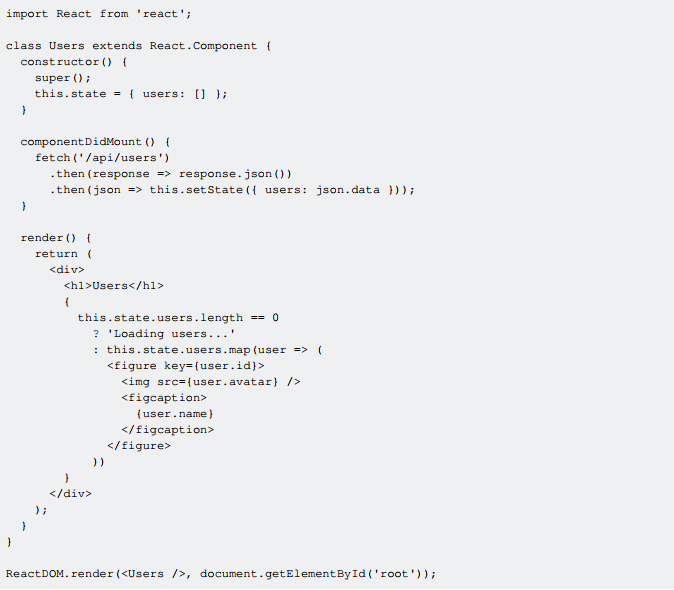 import React from 'react';

class Users extends React.Component {
  constructor() {
    super();
    this.state = { users: [] };
  }

  componentDidMount() {
    fetch('/api/users')
      .then(response => response.json())
      .then(json => this.setState({ users: json.data }));
  }

  render() {
    return (
      <div>
        <h1>Users</h1>
        {
          this.state.users.length == 0
            ? 'Loading users...'
            : this.state.users.map(user => (
              <figure key={user.id}>
                <img src={user.avatar} />
                <figcaption>
                  {user.name}
                </figcaption>
              </figure>
            ))
        }
      </div>
    );
  }
}

ReactDOM.render(<Users />, document.getElementById('root'));